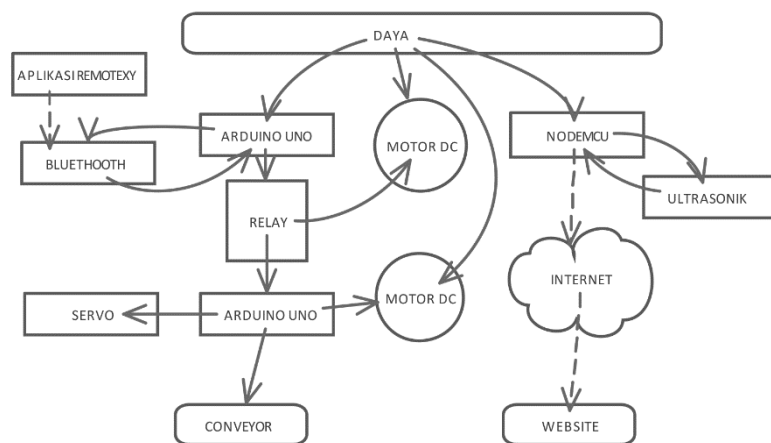 DAYA
APLIKASI REMOTEXY
ARDUINO UNO
MOTOR DC
NODEMCU
BLUETHOOTH
ULTRASONIK
RELAY
INTERNET
SERVO
ARDUINO UNO
MOTOR DC
CONVEYOR
WEBSITE